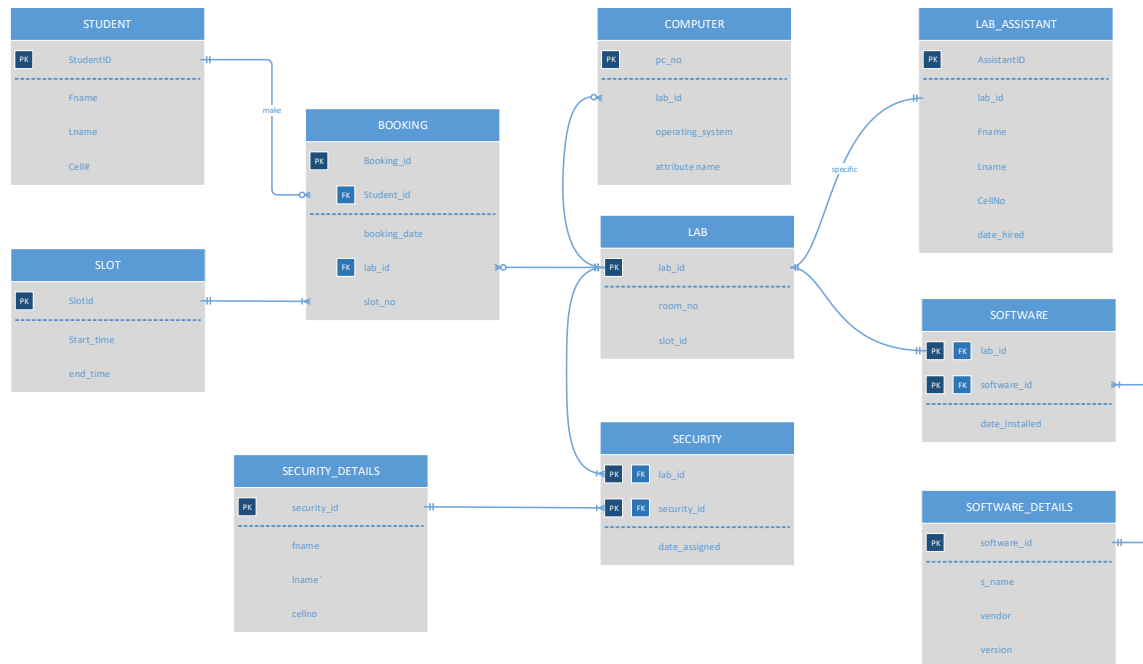 STUDENT
PK StudentID
Fname
Lname
Cell#
make
BOOKING
PK Booking_id
FK Student_id
booking_date
FK lab_id
slot_no
SLOT
PK Slotid
Start_time
end_time
COMPUTER
PK pc_no
lab_id
operating_system
attribute name
LAB
PK lab_id
room_no
slot_id
LAB_ASSISTANT
PK AssistantID
lab_id
Fname
Lname
CellNo
date_hired
specific
SOFTWARE
PK FK lab_id
PK FK software_id
date_installed
SECURITY
PK FK lab_id
PK FK security_id
date_assigned
SECURITY_DETAILS
PK security_id
fname
lname`
cellno
SOFTWARE_DETAILS
PK software_id
s_name
vendor
version